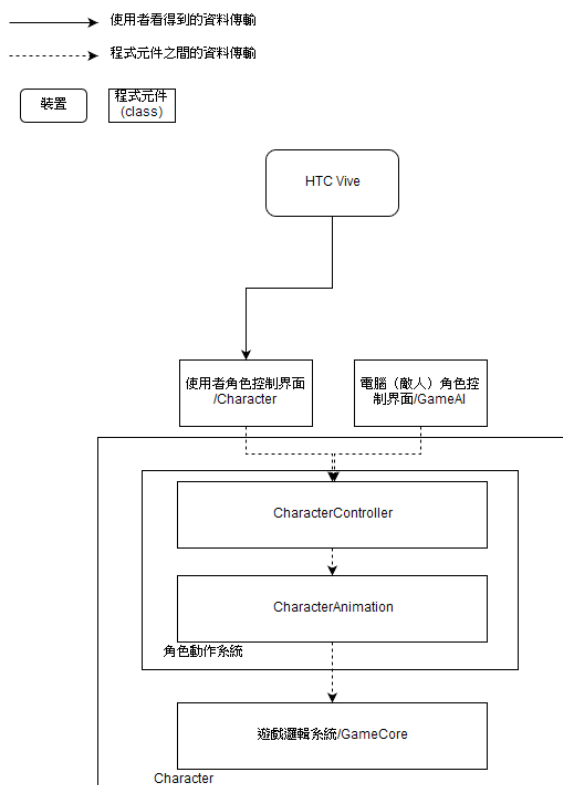 使用者看得到的資料傳輸
程式元件之間的資料傳輸
裝置
程式元件
(class)
HTC Vive
使用者角色控制界面
/Character
電腦（敵人）角色控
制界面/GameAI
CharacterController
CharacterAnimation
角色動作系統
遊戲邏輯系統/GameCore
Character